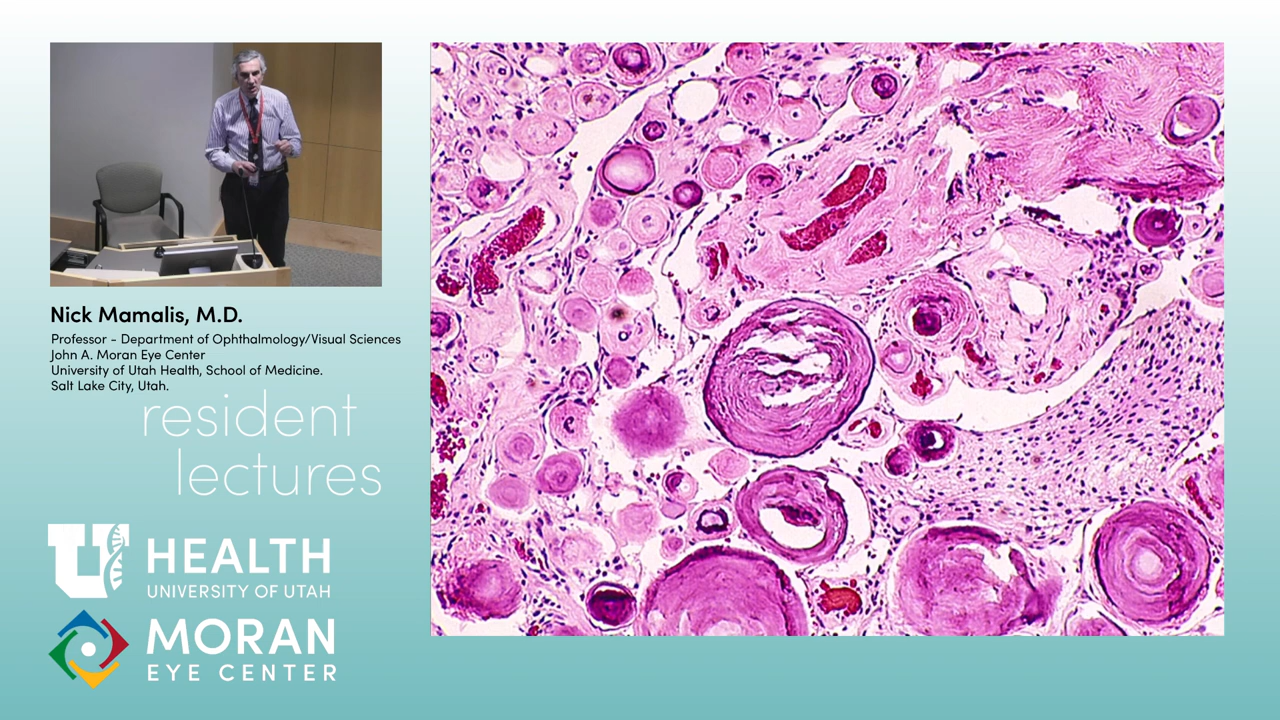 Nick Mamalis, M.D.
Professor - Department of Ophthalmology/Visual Sciences
John A. Moran Eye Center
University of Utah Health, School of Medicine.
Salt Lake City, Utah.
resident
lectures
U HEALTH
UNIVERSITY OF UTAH
MORAN
EYE CENTER